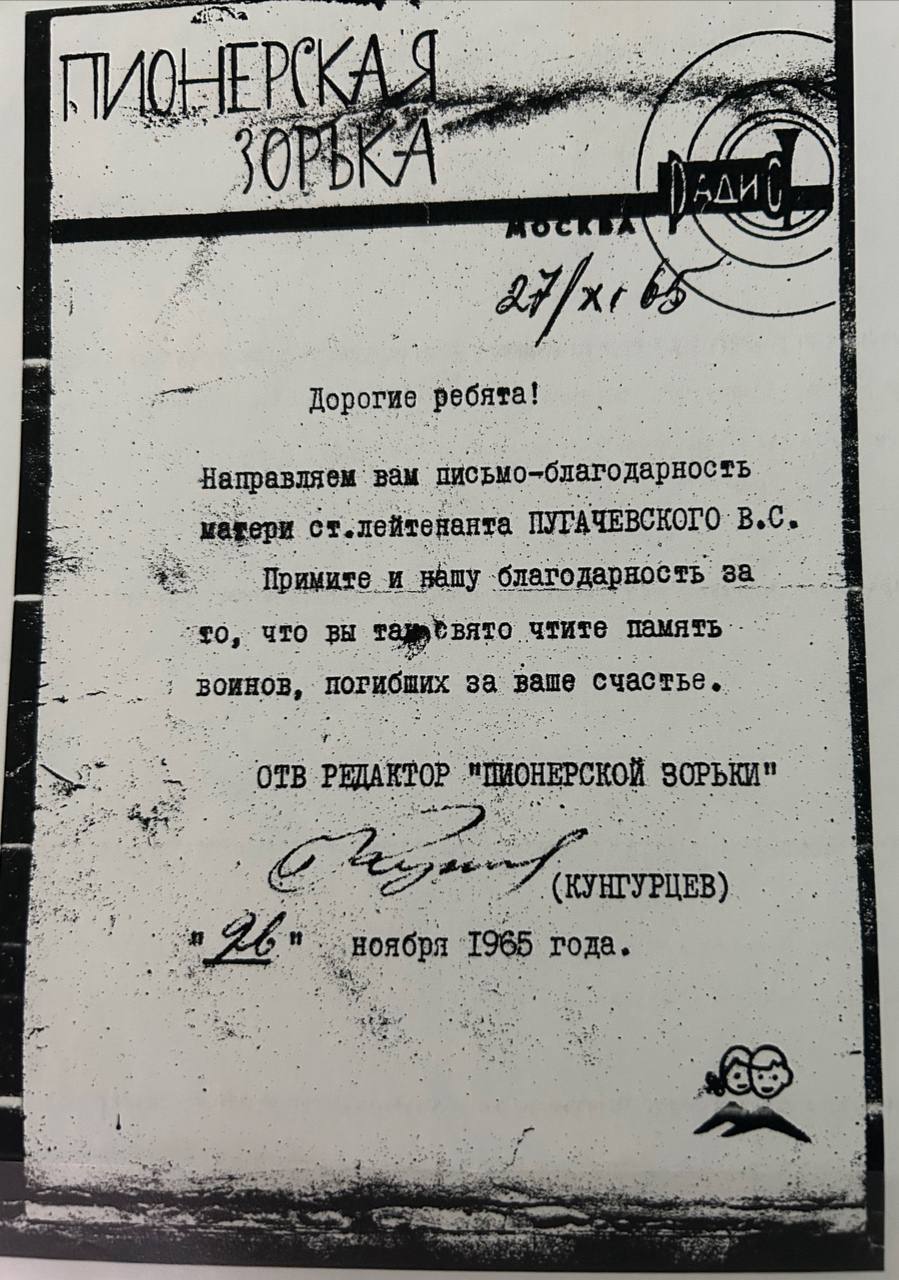 ПИОНЕРСКАЯ
ЗОРЬКА
РАДИО
МОСКВА
27/XI 65
Дорогие ребята!
Направляем вам письмо-благодарность
матери ст.лейтенанта ПУГАЧЕВСКОГО В.С.
Примите и нашу благодарность за
то, что вы так свято чтите память
воинов, погибших за ваше счастье.
ОТВ РЕДАКТОР "ПИОНЕРСКОЙ ЗОРЬКИ"
(КУНГУРЦЕВ)
"26" ноября 1965 года.